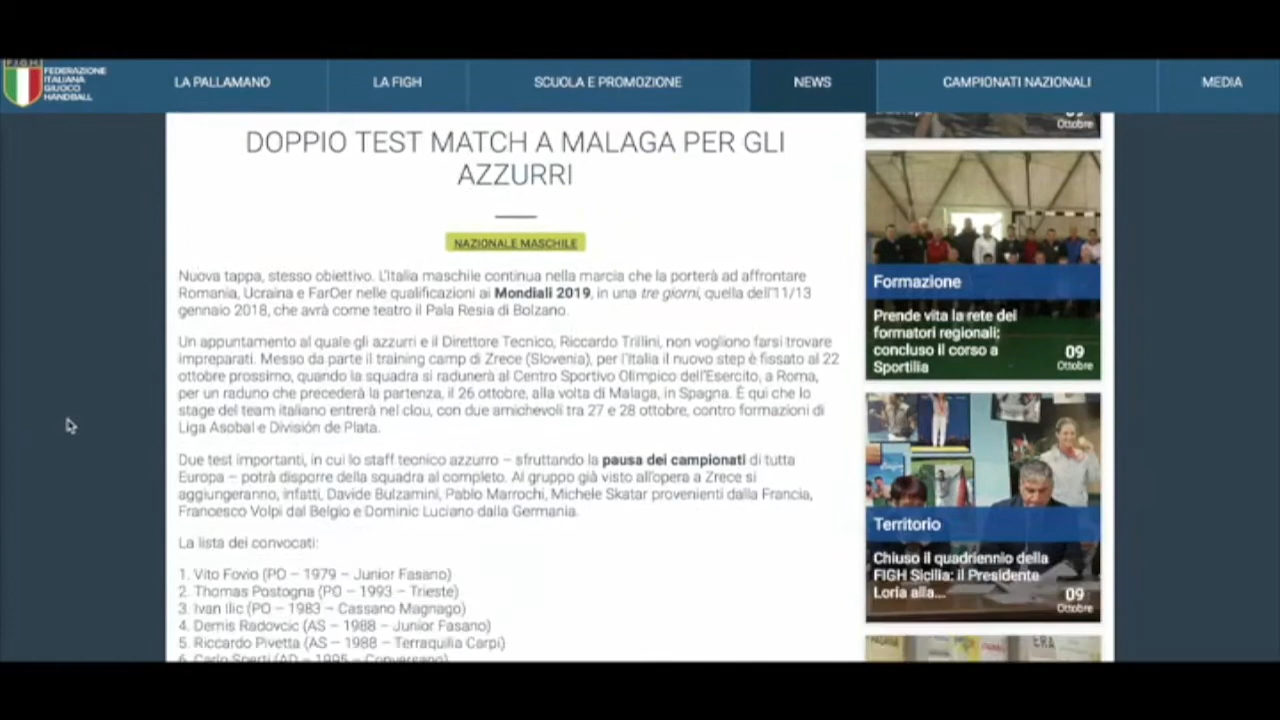 F.I.G.H.
FEDERAZIONE
ITALIANA
GIUOCO
HANDBALL
LA PALLAMANO
LA FIGH
SCUOLA E PROMOZIONE
NEWS
CAMPIONATI NAZIONALI
MEDIA
DOPPIO TEST MATCH A MALAGA PER GLI
AZZURRI
NAZIONALE MASCHILE
Nuova tappa, stesso obiettivo. L'Italia maschile continua nella marcia che la porterà ad affrontare
Romania, Ucraina e FarOer nelle qualificazioni ai Mondiali 2019, in una tre giorni, quella dell'11/13
gennaio 2018, che avrà come teatro il Pala Resia di Bolzano.
Un appuntamento al quale gli azzurri e il Direttore Tecnico, Riccardo Trillini, non vogliono farsi trovare
impreparati. Messo da parte il training camp di Zrece (Slovenia), per l'Italia il nuovo step è fissato al 22
ottobre prossimo, quando la squadra si radunerà al Centro Sportivo Olimpico dell'Esercito, a Roma,
per un raduno che precederà la partenza, il 26 ottobre, alla volta di Malaga, in Spagna. È qui che lo
stage del team italiano entrerà nel clou, con due amichevoli tra 27 e 28 ottobre, contro formazioni di
Liga Asobal e División de Plata.
Due test importanti, in cui lo staff tecnico azzurro – sfruttando la pausa dei campionati di tutta
Europa – potrà disporre della squadra al completo. Al gruppo già visto all'opera a Zrece si
aggiungeranno, infatti, Davide Bulzamini, Pablo Marrochi, Michele Skatar provenienti dalla Francia,
Francesco Volpi dal Belgio e Dominic Luciano dalla Germania.
La lista dei convocati:
1. Vito Fovio (PO – 1979 – Junior Fasano)
2. Thomas Postogna (PO – 1993 – Trieste)
3. Ivan Ilic (PO – 1983 – Cassano Magnago)
4. Demis Radovcic (AS – 1988 – Junior Fasano)
5. Riccardo Pivetta (AS – 1988 – Terraquilia Carpi)
6. Carlo Sperti (AD – 1995 – Conversano)
09
Ottobre
Formazione
Prende vita la rete dei
formatori regionali:
concluso il corso a
Sportilia
09
Ottobre
Territorio
Chiuso il quadriennio della
FIGH Sicilia: il Presidente
Loria alla...
09
Ottobre
ERA